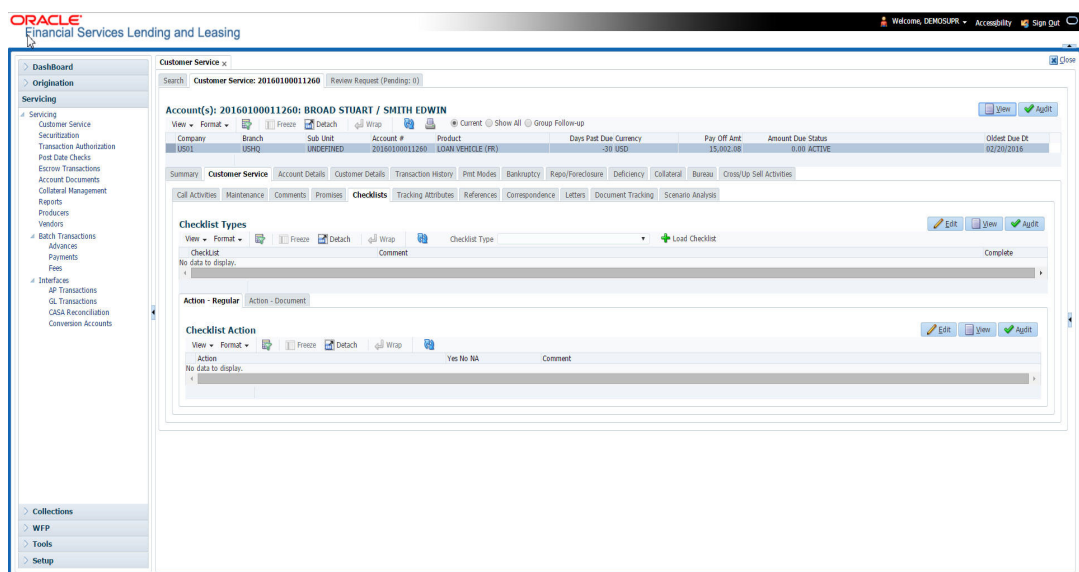 ORACLE
Financial Services Lending and Leasing
Welcome, DEMOSUPR Accessibility Sign Out
Close
DashBoard
Origination
Servicing
Servicing
Customer Service
Securitization
Transaction Authorization
Post Date Checks
Escrow Transactions
Account Documents
Collateral Management
Reports
Producers
Vendors
Batch Transactions
Advances
Payments
Fees
Interfaces
AP Transactions
GL Transactions
CASA Reconciliation
Conversion Accounts
Collections
WFP
Tools
Setup
Customer Service x
Search Customer Service: 20160100011260 Review Request (Pending: 0)
Account(s): 20160100011260: BROAD STUART / SMITH EDWIN View Audit
View Format Freeze Detach Wrap Current Show All Group Follow-up
Company Branch Sub Unit Account # Product Days Past Due Currency Pay Off Amt Amount Due Status Oldest Due Dt
US01 USHQ UNDEFINED 20160100011260 LOAN VEHICLE (FR) -30 USD 15,002.08 0.00 ACTIVE 02/20/2016
Summary Customer Service Account Details Customer Details Transaction History Pmt Modes Bankruptcy Repo/Foreclosure Deficiency Collateral Bureau Cross/Up Sell Activities
Call Activities Maintenance Comments Promises Checklists Tracking Attributes References Correspondence Letters Document Tracking Scenario Analysis
Checklist Types Edit View Audit
View Format Freeze Detach Wrap Checklist Type Load Checklist
CheckList Comment Complete
No data to display.
Action - Regular Action - Document
Checklist Action Edit View Audit
View Format Freeze Detach Wrap
Action Yes No NA Comment
No data to display.